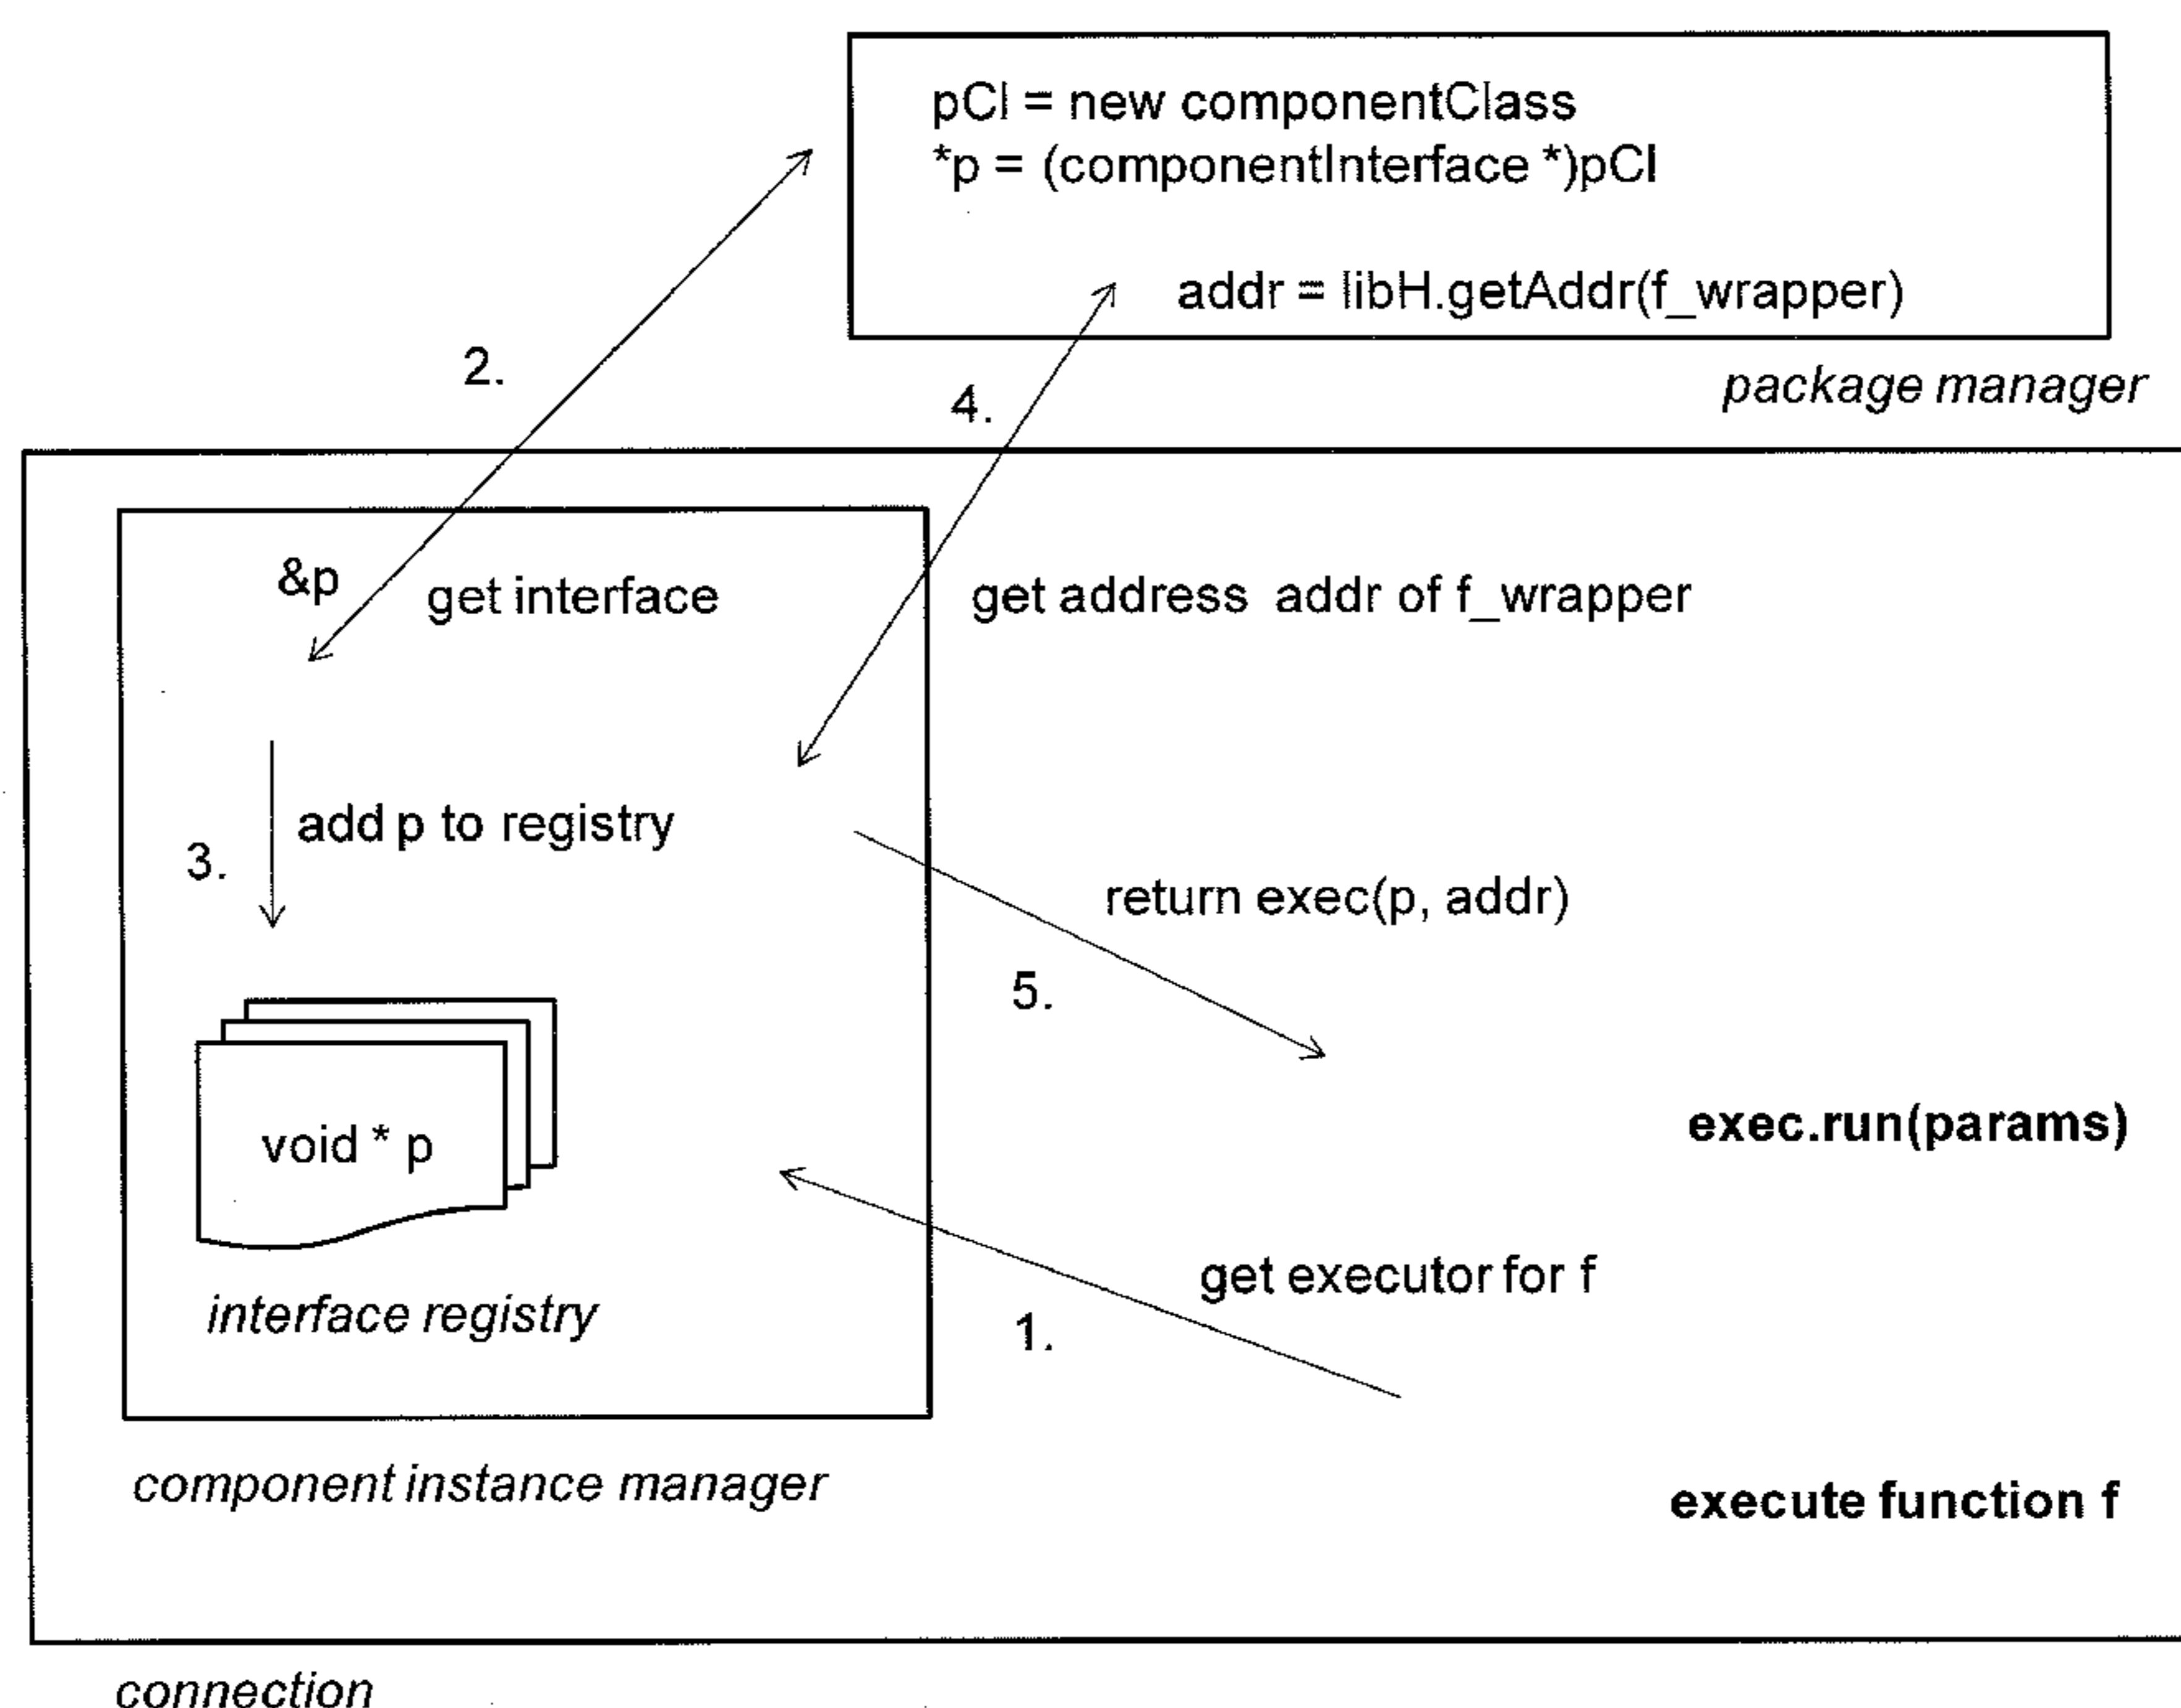 pCI = new componentClass
*p = (componentInterface *)pCI
addr = libH.getAddr(f_wrapper)
package manager
2.
4.
&p
get interface
get address addr of f_wrapper
3.
add p to registry
return exec(p, addr)
5.
void * p
exec.run(params)
get executor for f
interface registry
1.
component instance manager
execute function f
connection